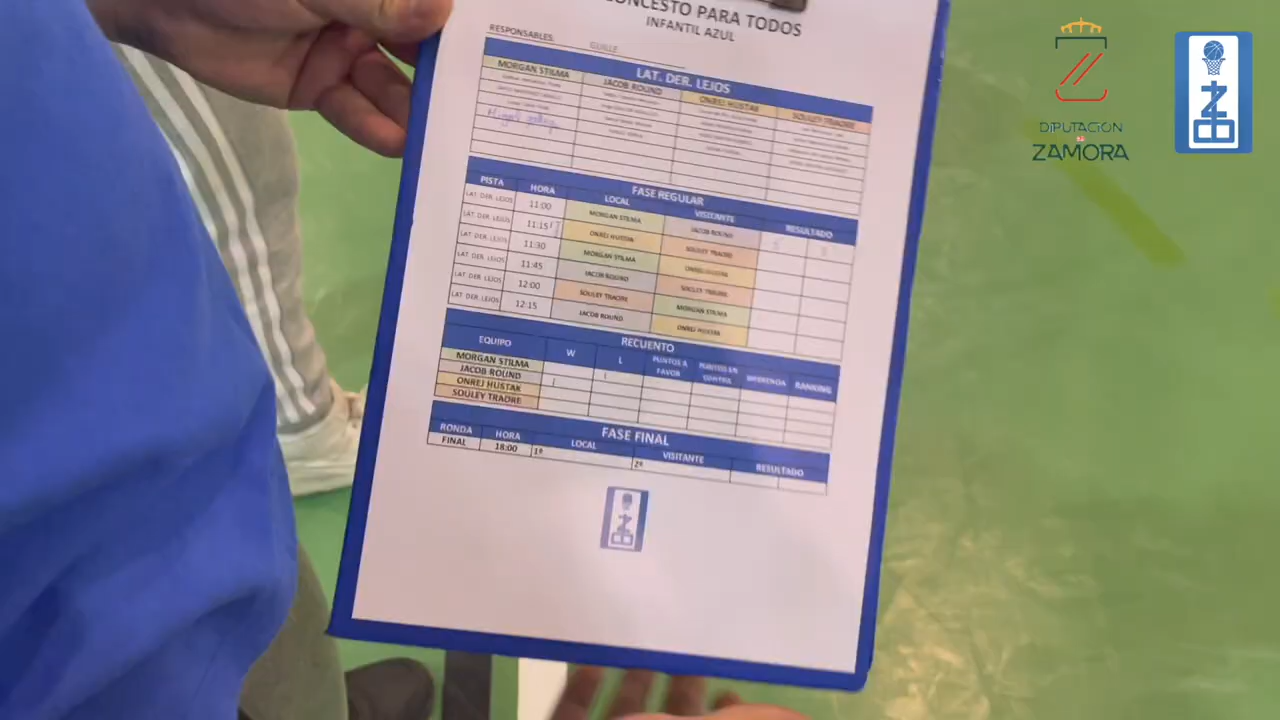 CONCESTO PARA TODOS
INFANTIL AZUL
RESPONSABLES: GUILLE
LAT. DER. LEJOS
MORGAN STILMA JACOB ROUND ONREJ HUSTAK SOULEY TRAORE
FASE REGULAR
PISTA HORA LOCAL VISITANTE RESULTADO
LAT. DER. LEJOS 11:00 MORGAN STILMA JACOB ROUND
LAT. DER. LEJOS 11:15 ONREJ HUSTAK SOULEY TRAORE
LAT. DER. LEJOS 11:30 MORGAN STILMA ONREJ HUSTAK
LAT. DER. LEJOS 11:45 JACOB ROUND SOULEY TRAORE
LAT. DER. LEJOS 12:00 SOULEY TRAORE MORGAN STILMA
LAT. DER. LEJOS 12:15 JACOB ROUND ONREJ HUSTAK
RECUENTO
EQUIPO W L PUNTOS A FAVOR PUNTOS EN CONTRA DIFERENCIA RANKING
MORGAN STILMA
JACOB ROUND
ONREJ HUSTAK
SOULEY TRAORE
FASE FINAL
RONDA HORA LOCAL VISITANTE RESULTADO
FINAL 18:00 1º 2º
DIPUTACIÓN
DE
ZAMORA